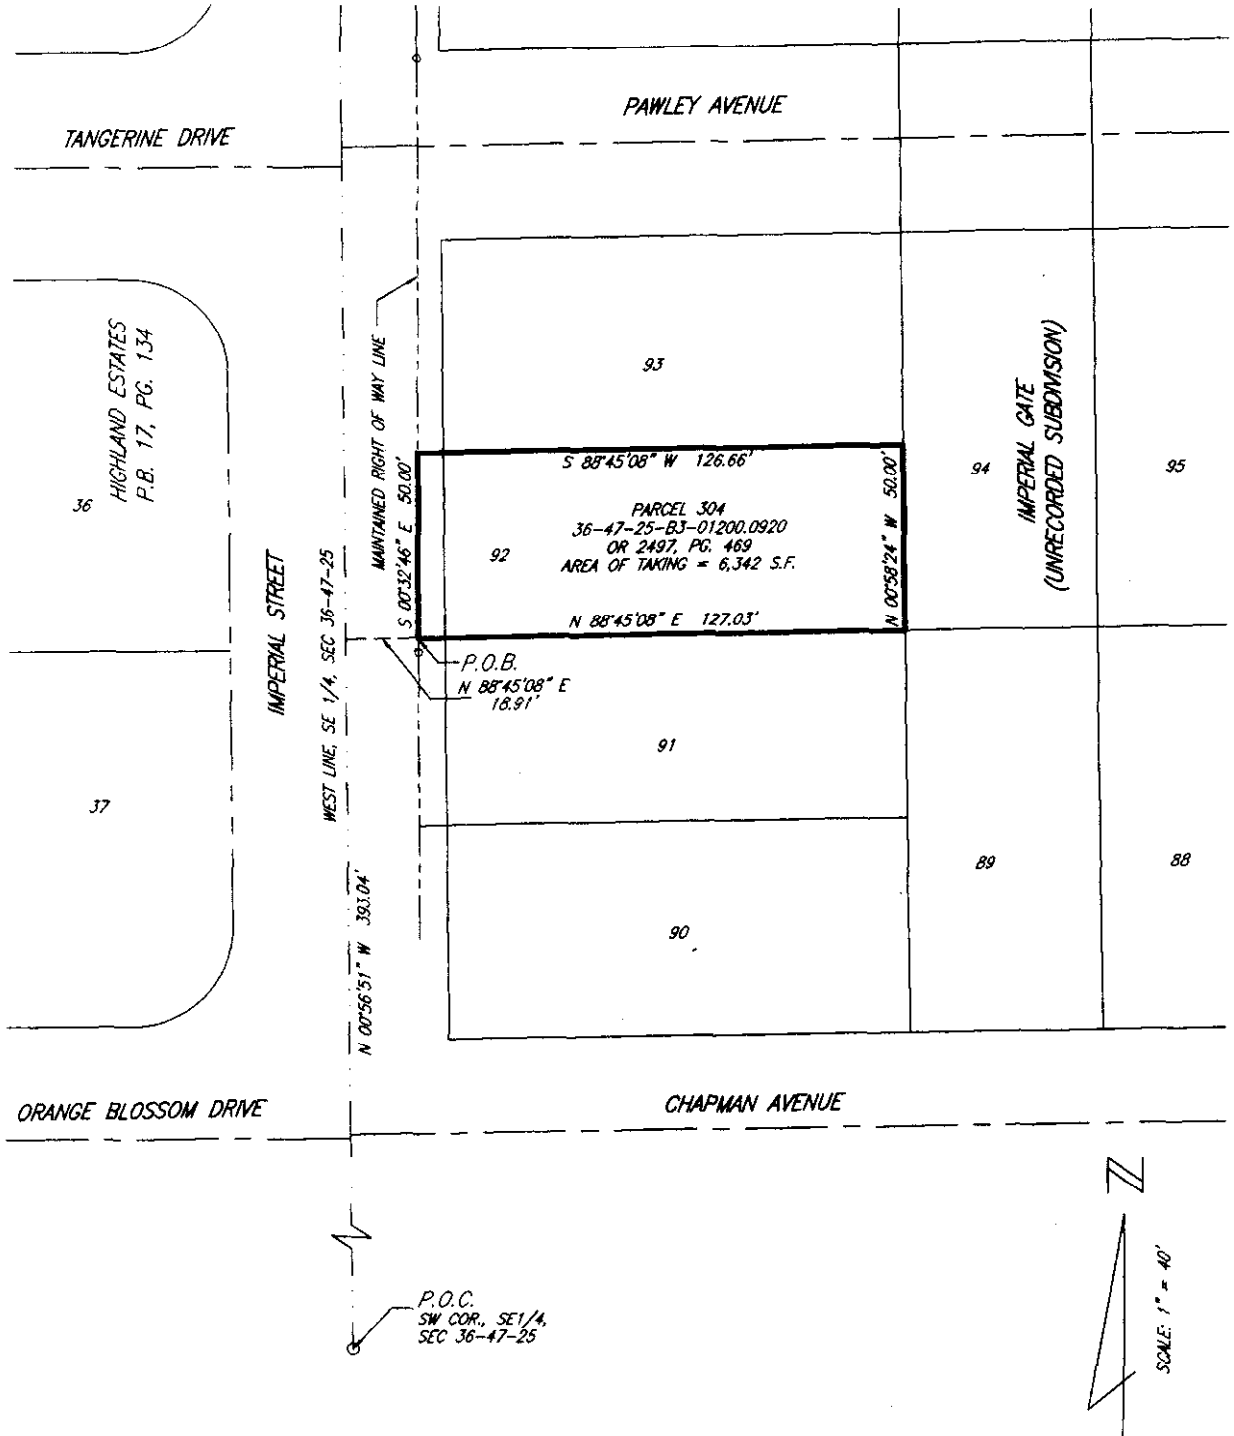 PAWLEY AVENUE
TANGERINE DRIVE
HIGHLAND ESTATES
P.B. 17, PG. 134
MAINTAINED RIGHT OF WAY LINE
93
IMPERIAL GATE
(UNRECORDED SUBDIVISION)
36
S 00°32'46" E 50.00'
S 88°45'08" W 126.66'
N 00°58'24" W 50.00'
94
95
PARCEL 304
36-47-25-B3-01200.0920
OR 2497, PG. 469
AREA OF TAKING = 6,342 S.F.
92
N 88°45'08" E 127.03'
IMPERIAL STREET
WEST LINE, SE 1/4, SEC 36-47-25
P.O.B.
N 88°45'08" E
18.91'
91
37
89
88
N 00°56'51" W 393.04'
90
ORANGE BLOSSOM DRIVE
CHAPMAN AVENUE
N
SCALE: 1" = 40'
P.O.C.
SW COR., SE1/4,
SEC 36-47-25